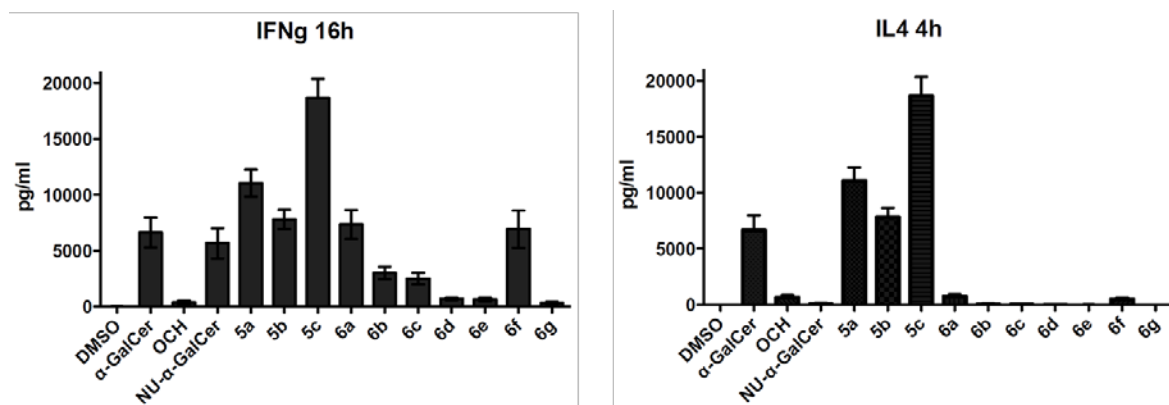 IFNg 16h
pg/ml
20000
15000
10000
5000
0
DMSO
α-GalCer
OCH
NU-α-GalCer
5a
5b
5c
6a
6b
6c
6d
6e
6f
6g
IL4 4h
pg/ml
20000
15000
10000
5000
0
DMSO
α-GalCer
OCH
NU-α-GalCer
5a
5b
5c
6a
6b
6c
6d
6e
6f
6g